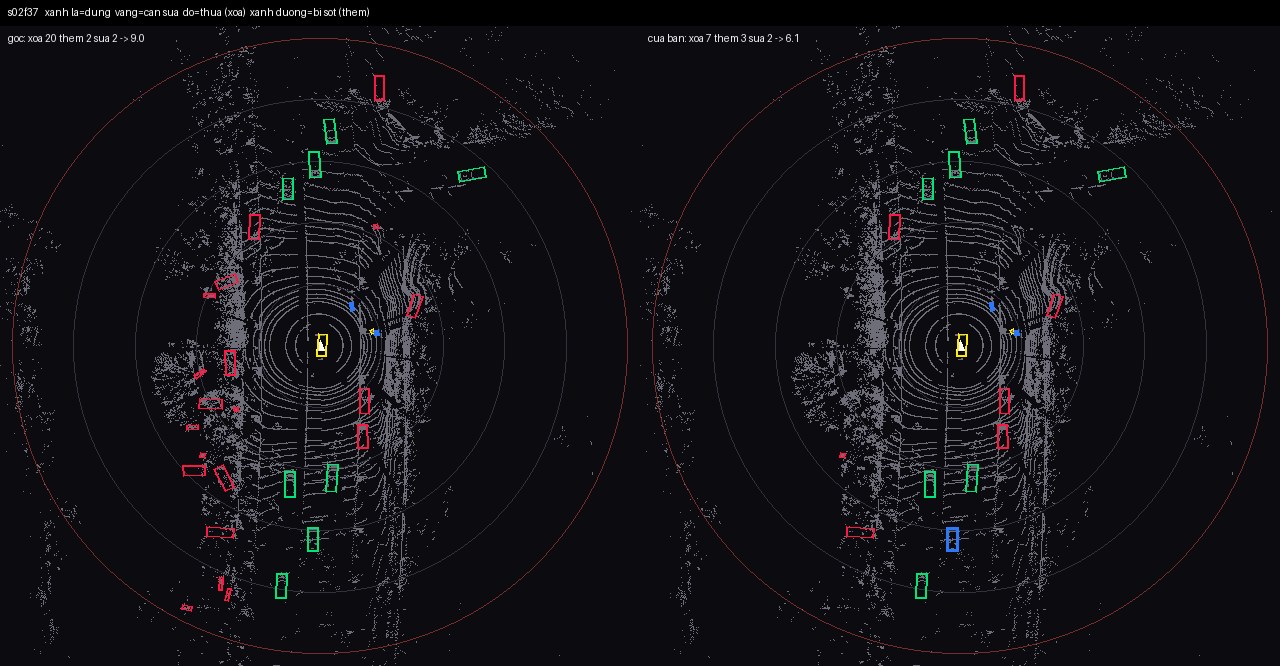 s02f37 xanh la=dung vang=can sua do=thua (xoa) xanh duong=bi sot (them)
goc: xoa 20 them 2 sua 2 -> 9.0
cua ban: xoa 7 them 3 sua 2 -> 6.1